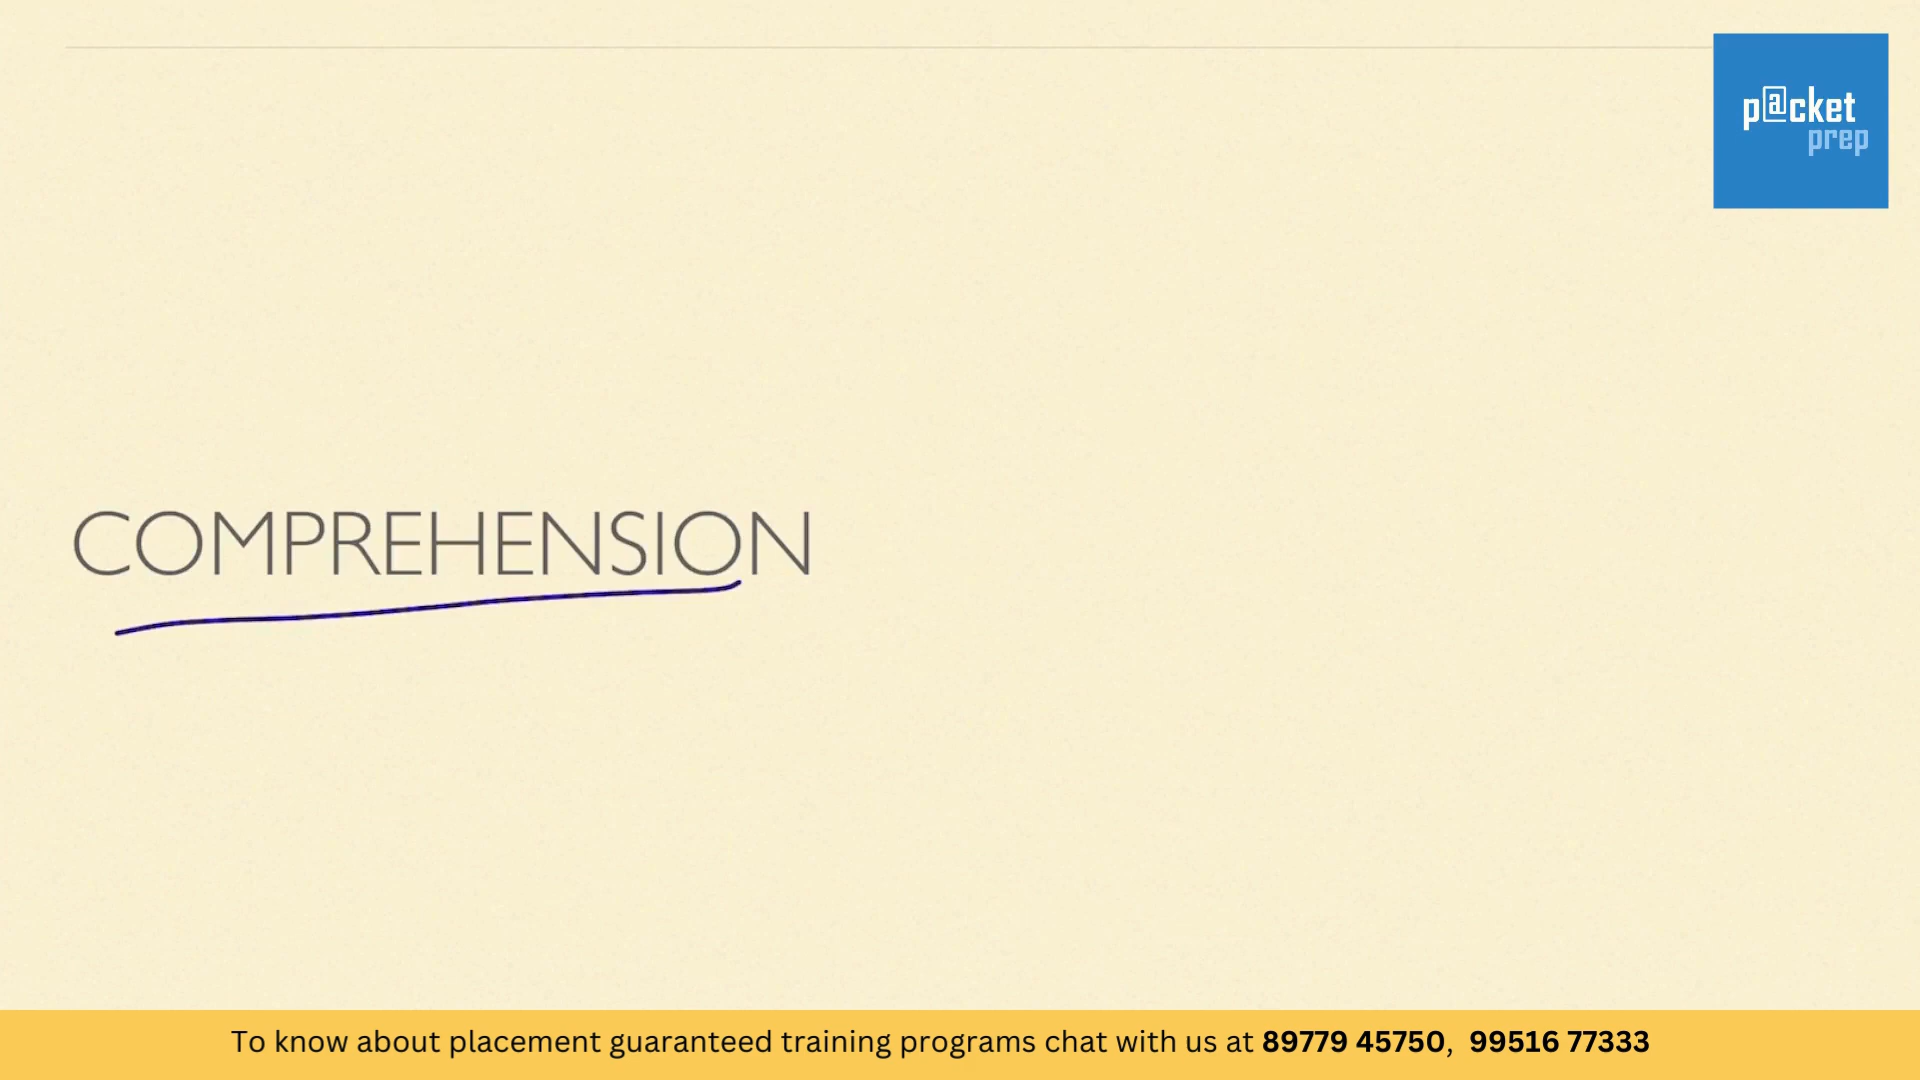 p@cket
prep
COMPREHENSION
To know about placement guaranteed training programs chat with us at 89779 45750, 99516 77333